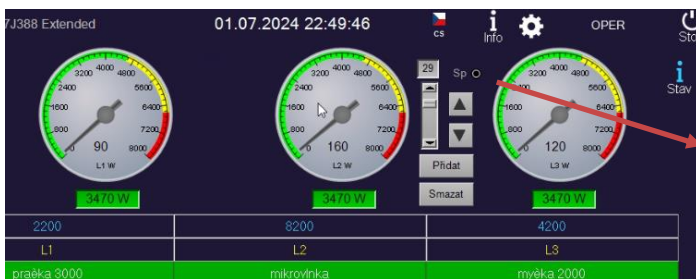 7J388 Extended 01.07.2024 22:49:46 cs i Info OPER Sto
i
Stav
29 Sp
0 800 1600 2400 3200 4000 4800 5600 6400 7200 8000
90
L1 W
0 800 1600 2400 3200 4000 4800 5600 6400 7200 8000
160
L2 W
0 800 1600 2400 3200 4000 4800 5600 6400 7200 8000
120
L3 W
Přidat
Smazat
3470 W 3470 W 3470 W
2200 8200 4200
L1 L2 L3
praèka 3000 mikrovlnka myèka 2000